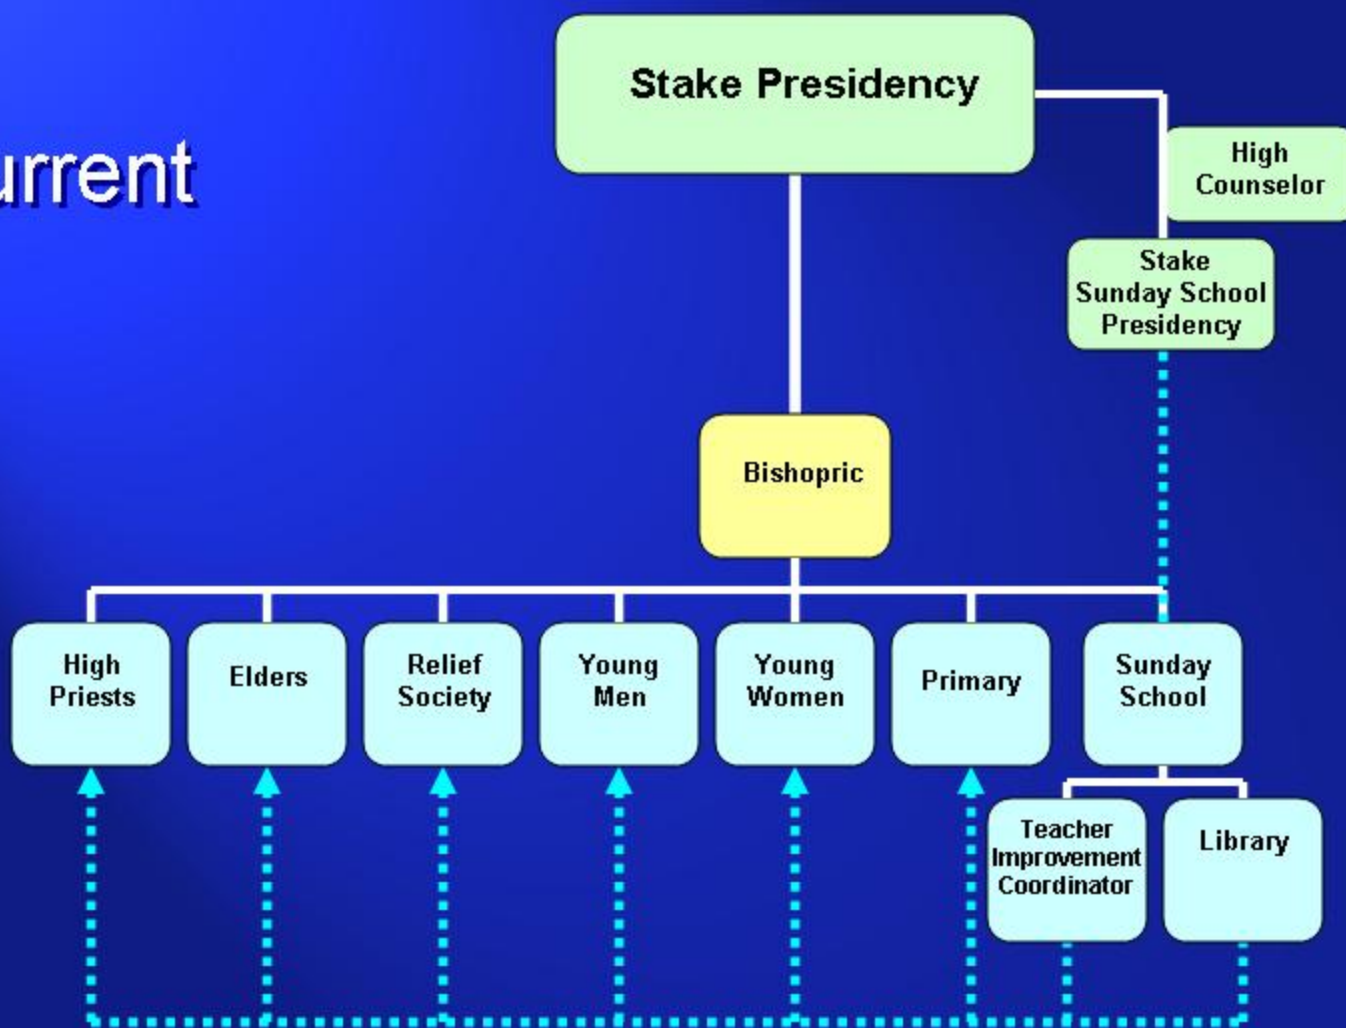 Stake Presidency
urrent
High
Counselor
Stake
Sunday School
Presidency
Bishopric
High
Priests
Elders
Relief
Society
Young
Men
Young
Women
Primary
Sunday
School
Teacher
Improvement
Coordinator
Library